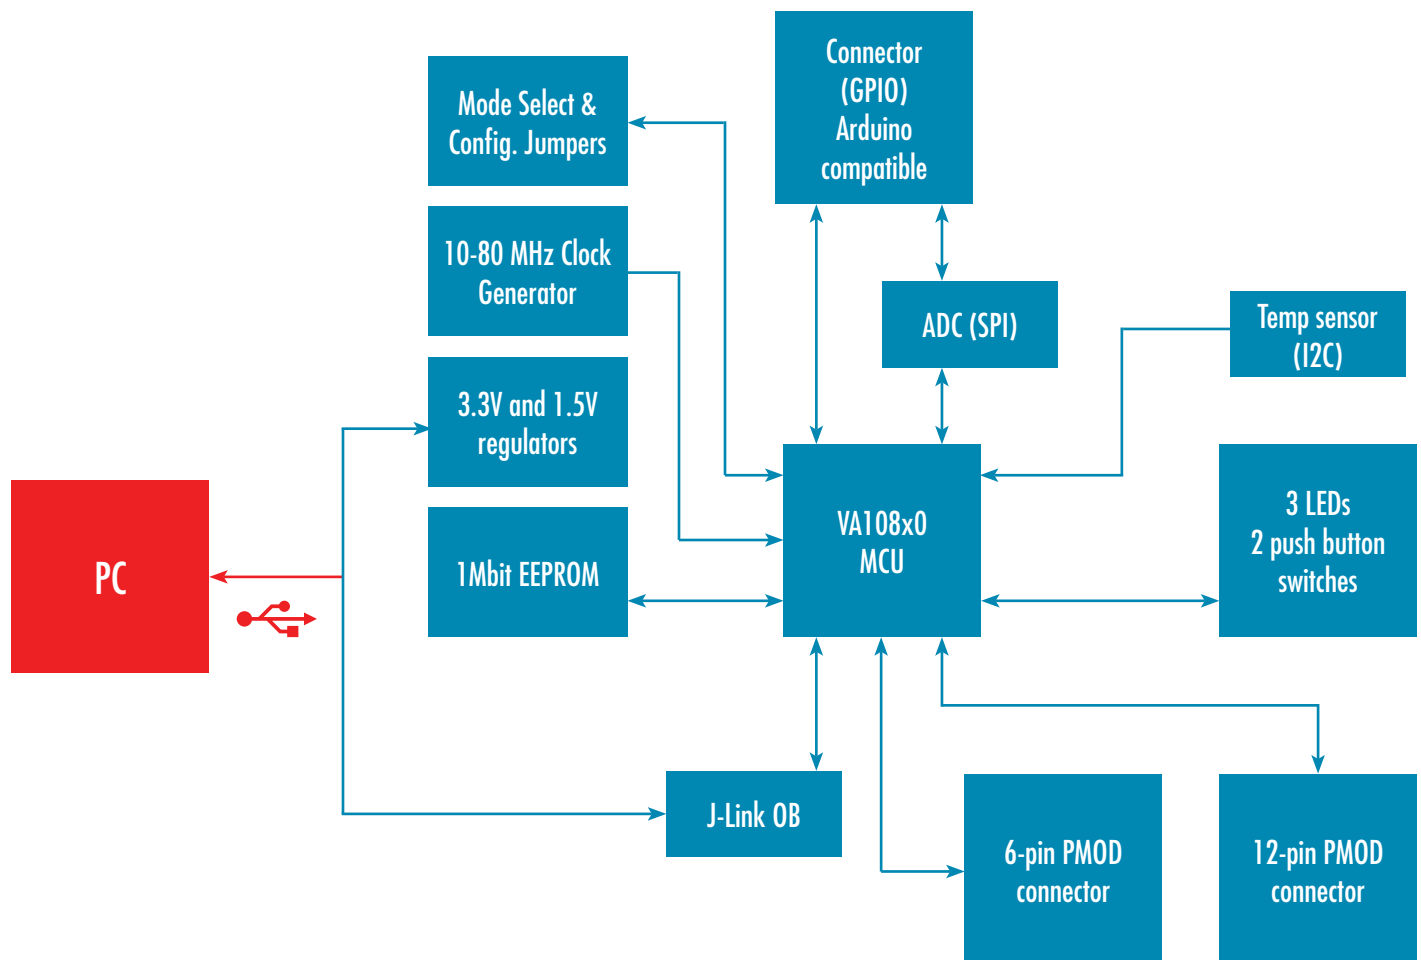 Connector
(GPIO)
Arduino
compatible
Mode Select &
Config. Jumpers
10-80 MHz Clock
Generator
ADC (SPI)
Temp sensor
(I2C)
3.3V and 1.5V
regulators
PC
1Mbit EEPROM
VA108x0
MCU
3 LEDs
2 push button
switches
J-Link OB
6-pin PMOD
connector
12-pin PMOD
connector